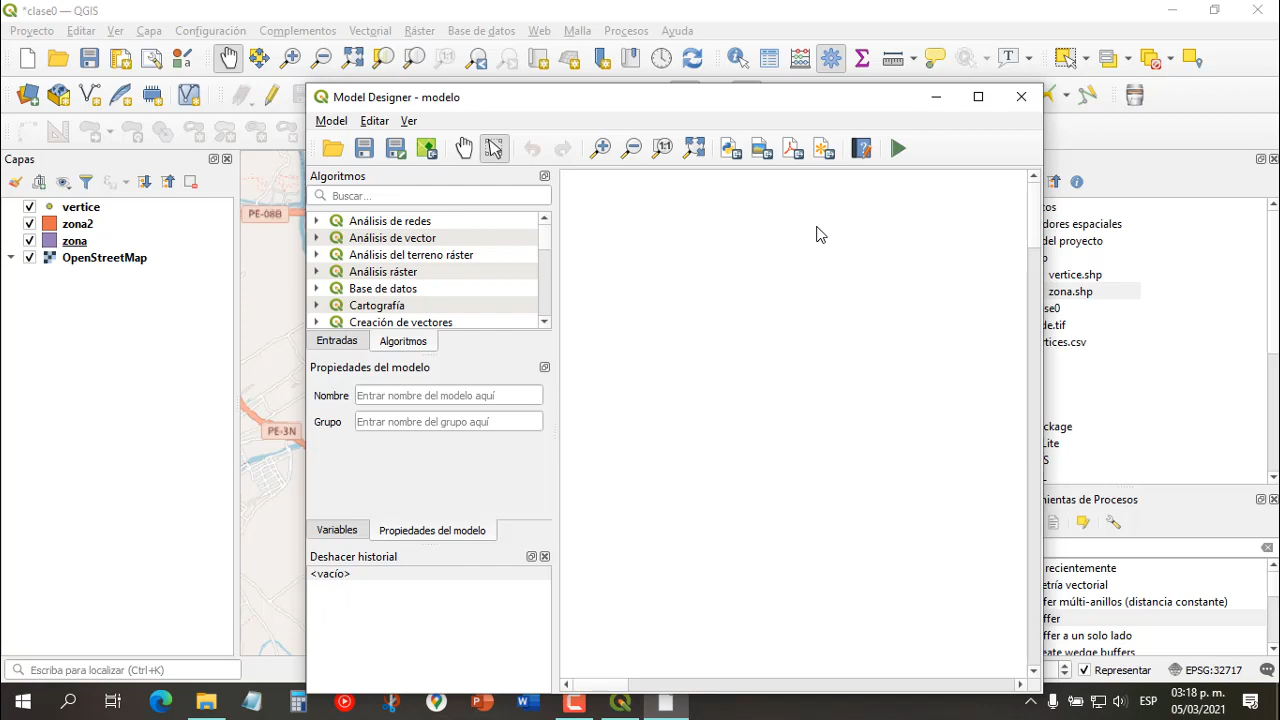 *clase0 — QGIS
Proyecto Editar Ver Capa Configuración Complementos Vectorial Ráster Base de datos Web Malla Procesos Ayuda
Model Designer - modelo
Model Editar Ver
Capas
vertice
zona2
zona
OpenStreetMap
PE-08B
PE-3N
Algoritmos
Buscar...
Análisis de redes
Análisis de vector
Análisis del terreno ráster
Análisis ráster
Base de datos
Cartografía
Creación de vectores
Entradas Algoritmos
Propiedades del modelo
Nombre Entrar nombre del modelo aquí
Grupo Entrar nombre del grupo aquí
Variables Propiedades del modelo
Deshacer historial
<vacío>
os
adores espaciales
del proyecto
o
vertice.shp
zona.shp
se0
de.tif
rtices.csv
ackage
Lite
S
mientas de Procesos
recientemente
etría vectorial
fer múlti-anillos (distancia constante)
ffer
er a un solo lado
eate wedge buffers
Escriba para localizar (Ctrl+K)
Representar
EPSG:32717
ESP
03:18 p. m.
05/03/2021